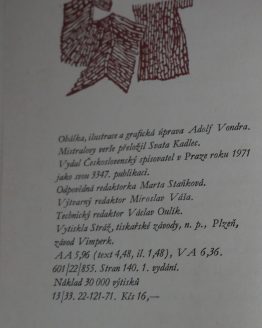 Obálka, ilustrace a grafická úprava Adolf Vondra.
Mistralovy verše přeložil Svata Kadlec.
Vydal Československý spisovatel v Praze roku 1971
jako svou 3347. publikaci.
Odpovědná redaktorka Marta Staňková.
Výtvarný redaktor Miroslav Váša.
Technický redaktor Václav Oulík.
Vytiskla Stráž, tiskařské závody, n. p., Plzeň,
závod Vimperk.
AA 5,96 (text 4,48, il. 1,48), VA 6,36.
601|22|855. Stran 140. 1. vydání.
Náklad 30 000 výtisků
13|33. 22-121-71. Kčs 16,—